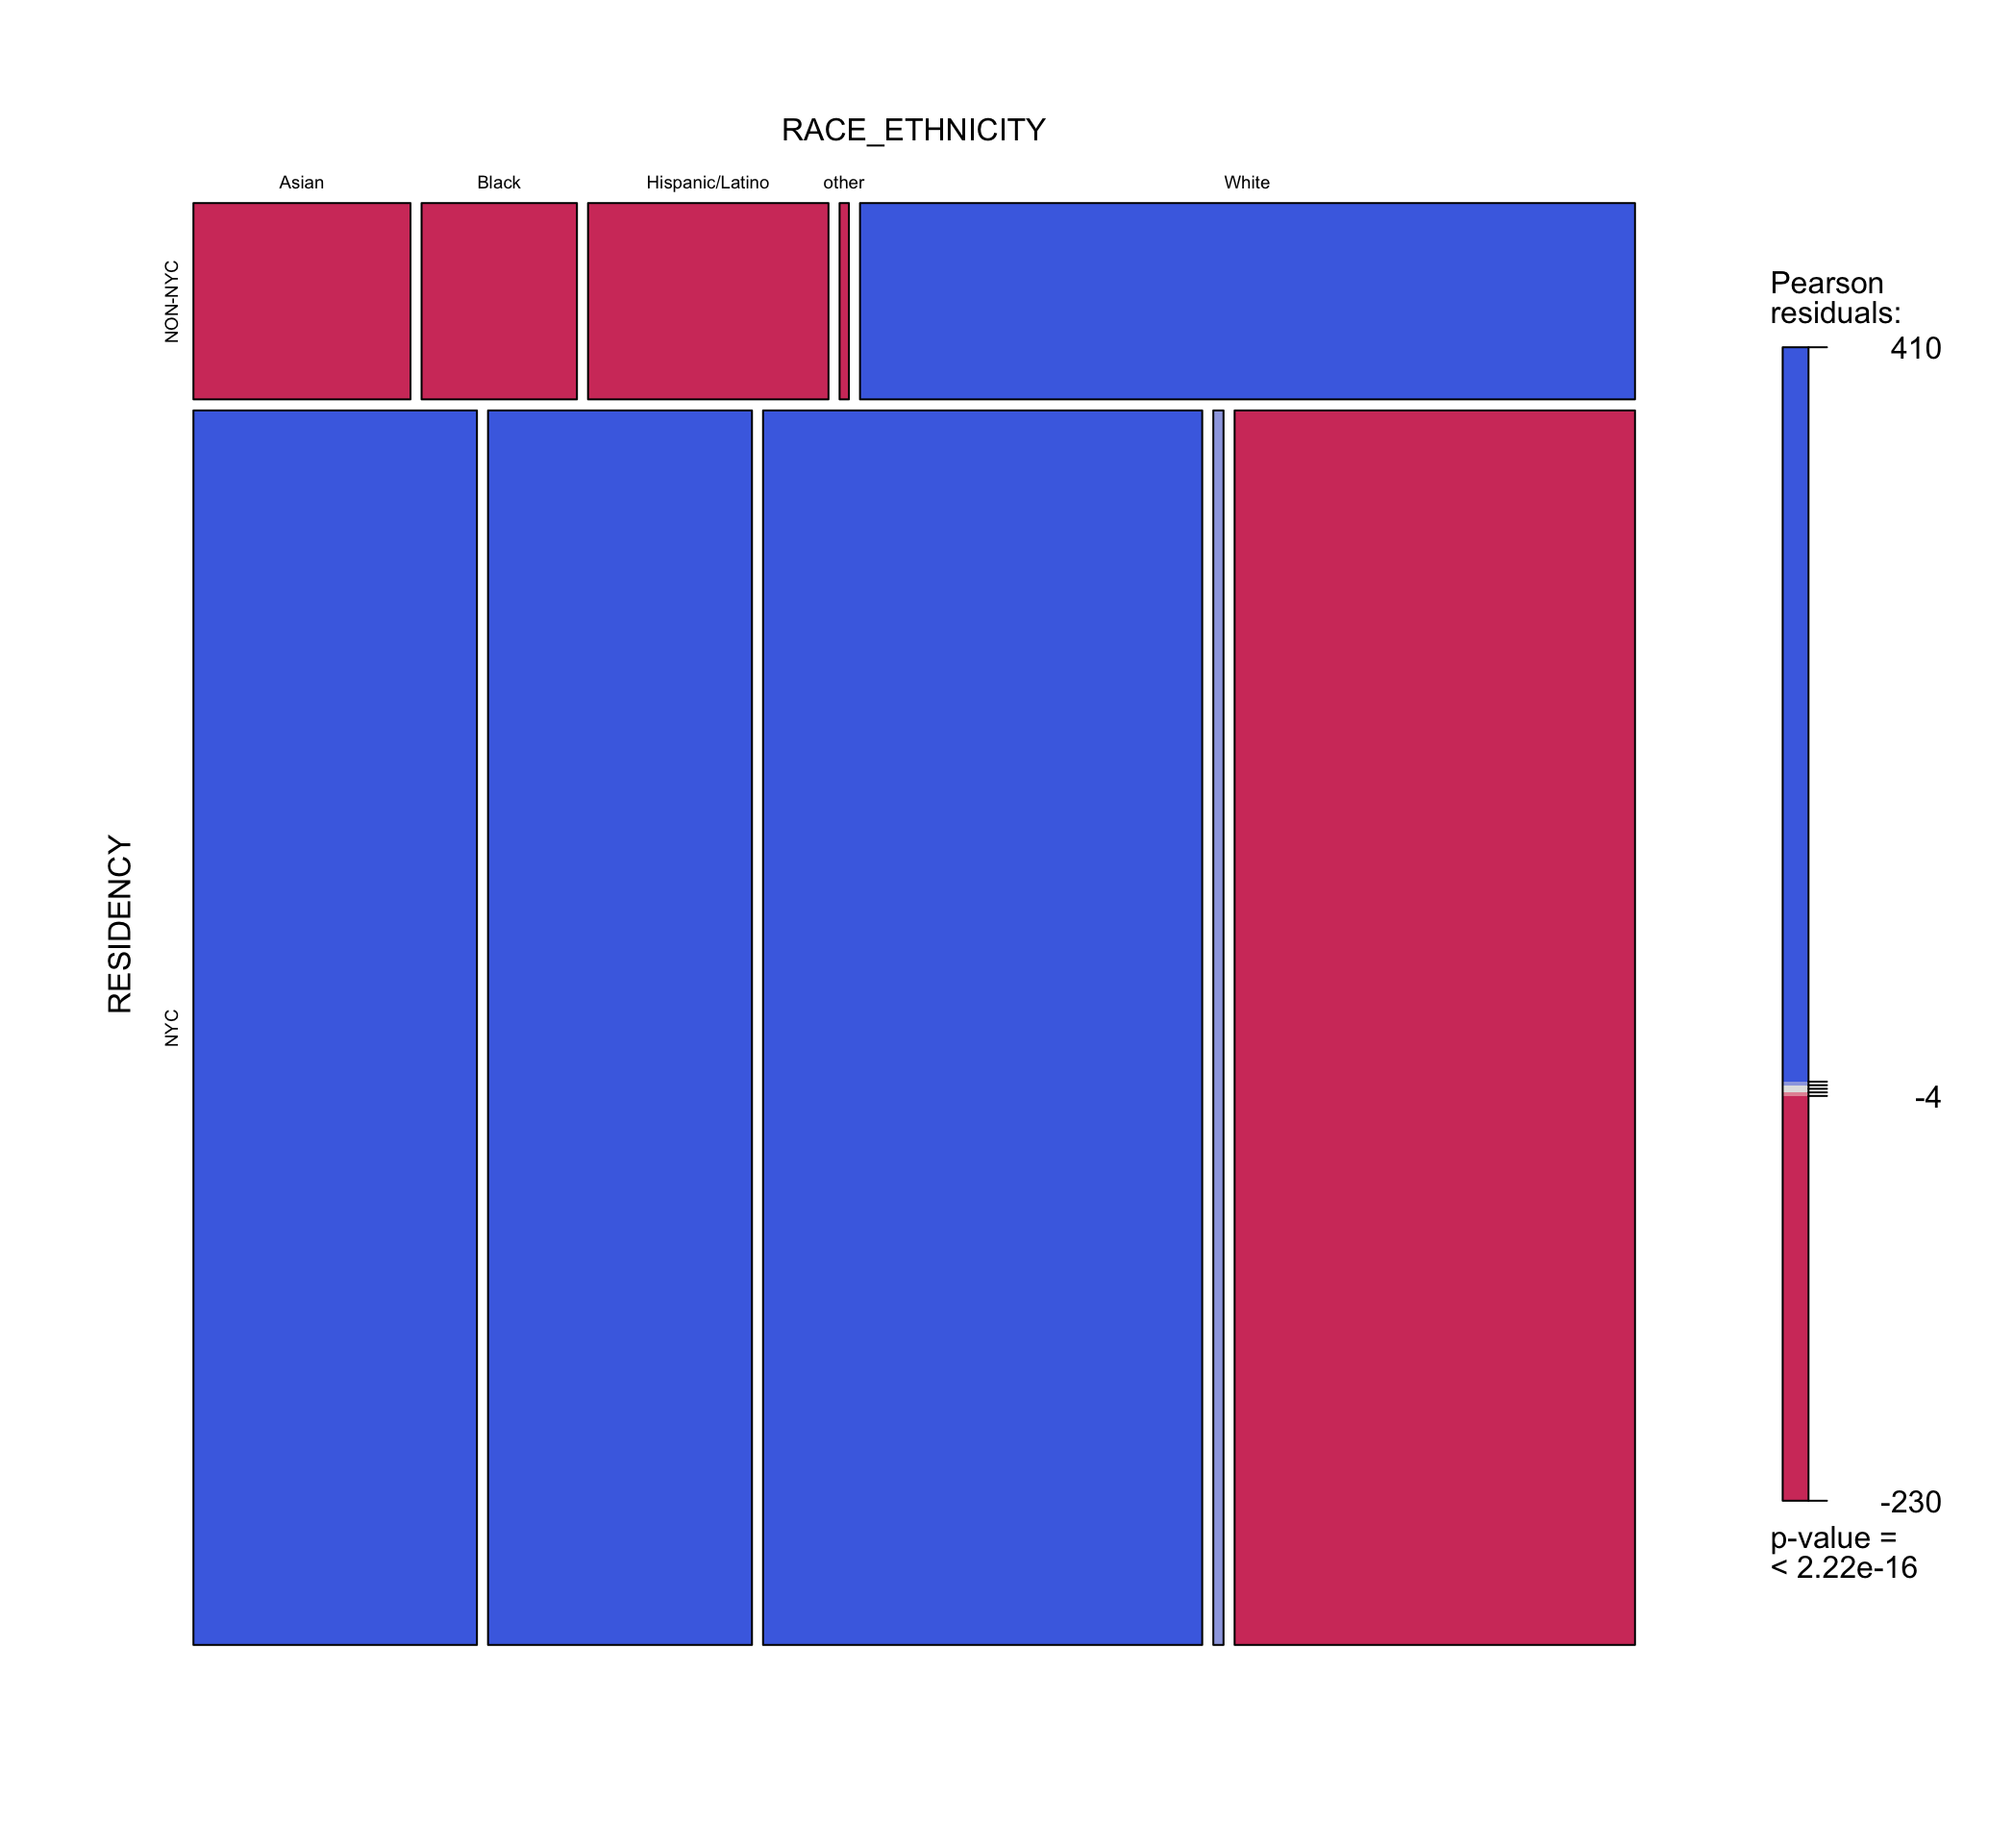 RACE_ETHNICITY
Asian Black Hispanic/Latino other White
NON-NYC
NYC
RESIDENCY
Pearson
residuals:
410
-4
-230
p-value =
< 2.22e-16